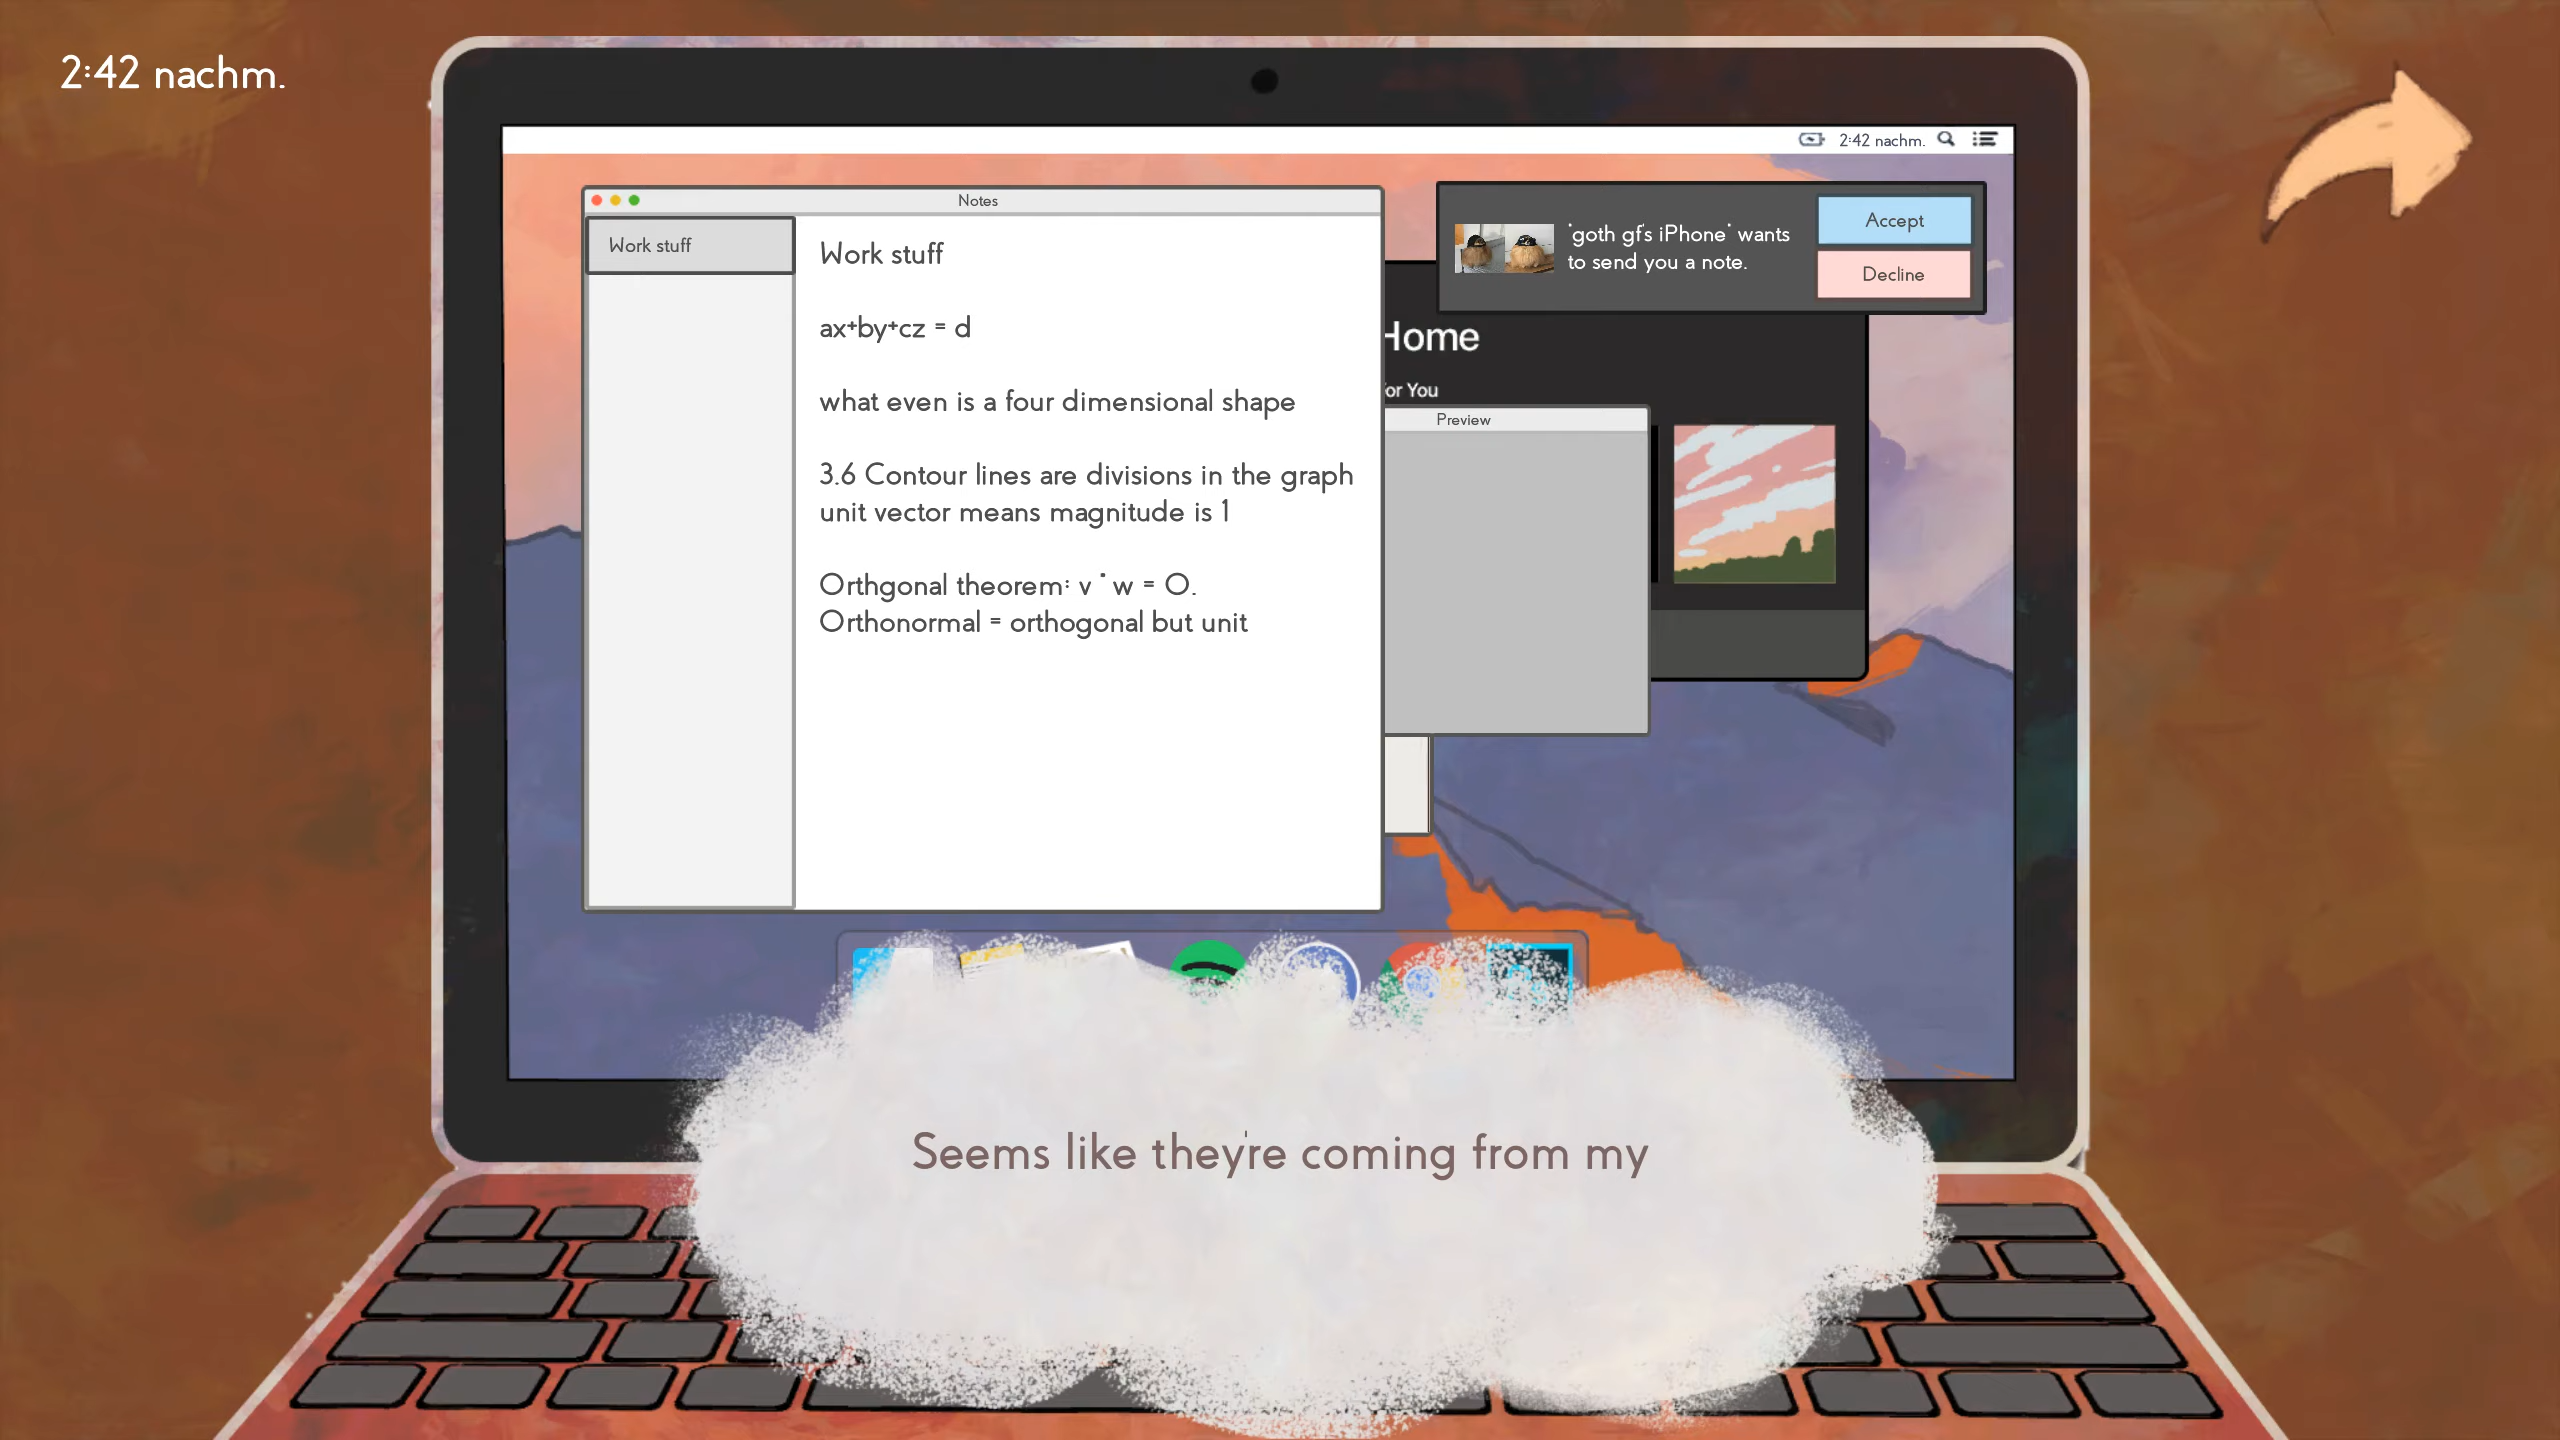 2:42 nachm.
2:42 nachm.
Notes
Work stuff
Work stuff
ax+by+cz = d
what even is a four dimensional shape
3.6 Contour lines are divisions in the graph
unit vector means magnitude is 1
Orthgonal theorem: v * w = 0.
Orthonormal = orthogonal but unit
"goth gf's iPhone" wants
to send you a note.
Accept
Decline
Home
or You
Preview
Seems like they're coming from my